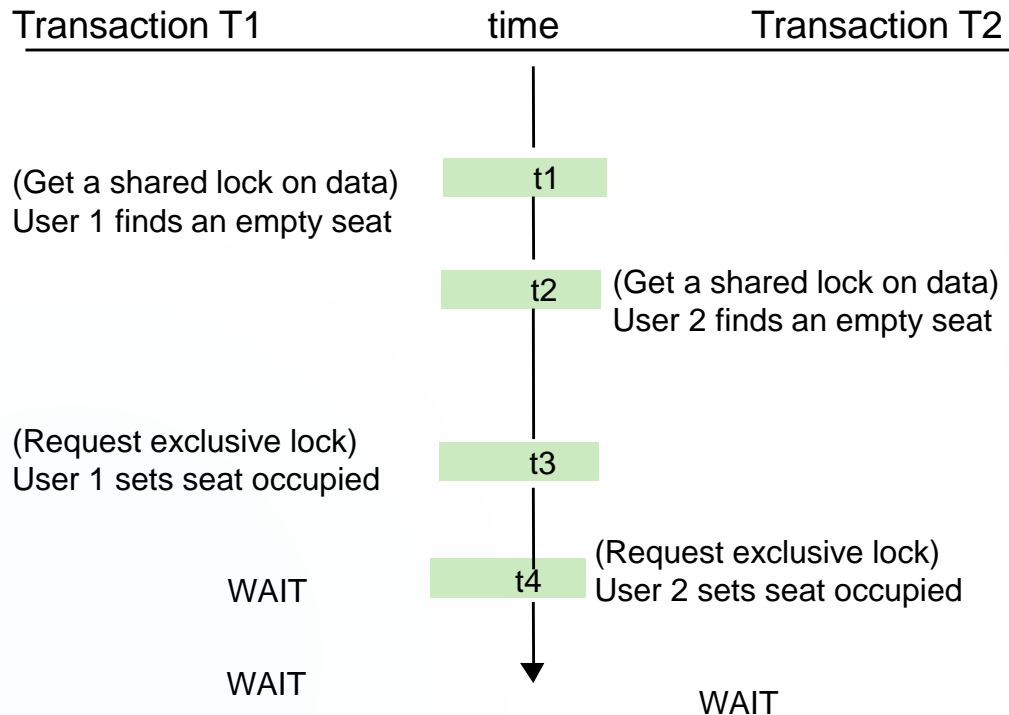 Transaction T1 time Transaction T2
(Get a shared lock on data) t1
User 1 finds an empty seat
t2 (Get a shared lock on data)
User 2 finds an empty seat
(Request exclusive lock)
User 1 sets seat occupied t3
(Request exclusive lock)
WAIT t4 User 2 sets seat occupied
WAIT
WAIT